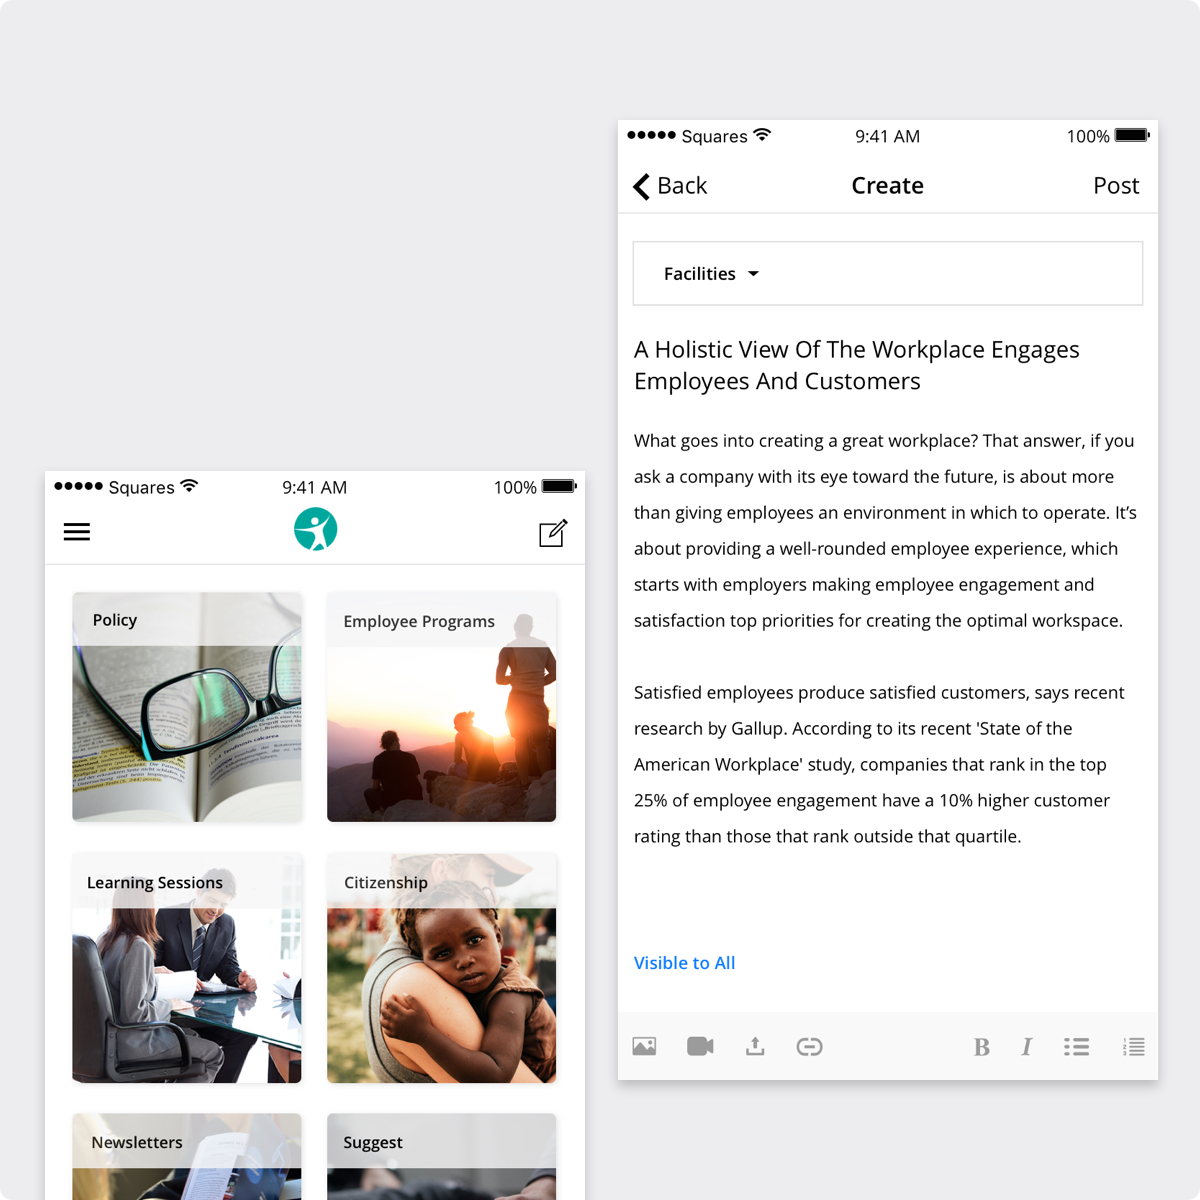 Squares 9:41 AM 100%
Back Create Post
Facilities
A Holistic View Of The Workplace Engages
Employees And Customers
What goes into creating a great workplace? That answer, if you
ask a company with its eye toward the future, is about more
than giving employees an environment in which to operate. It’s
about providing a well-rounded employee experience, which
starts with employers making employee engagement and
satisfaction top priorities for creating the optimal workspace.
Satisfied employees produce satisfied customers, says recent
research by Gallup. According to its recent 'State of the
American Workplace' study, companies that rank in the top
25% of employee engagement have a 10% higher customer
rating than those that rank outside that quartile.
Visible to All
B I
Squares 9:41 AM 100%
Policy
Employee Programs
Learning Sessions
Citizenship
Newsletters
Suggest